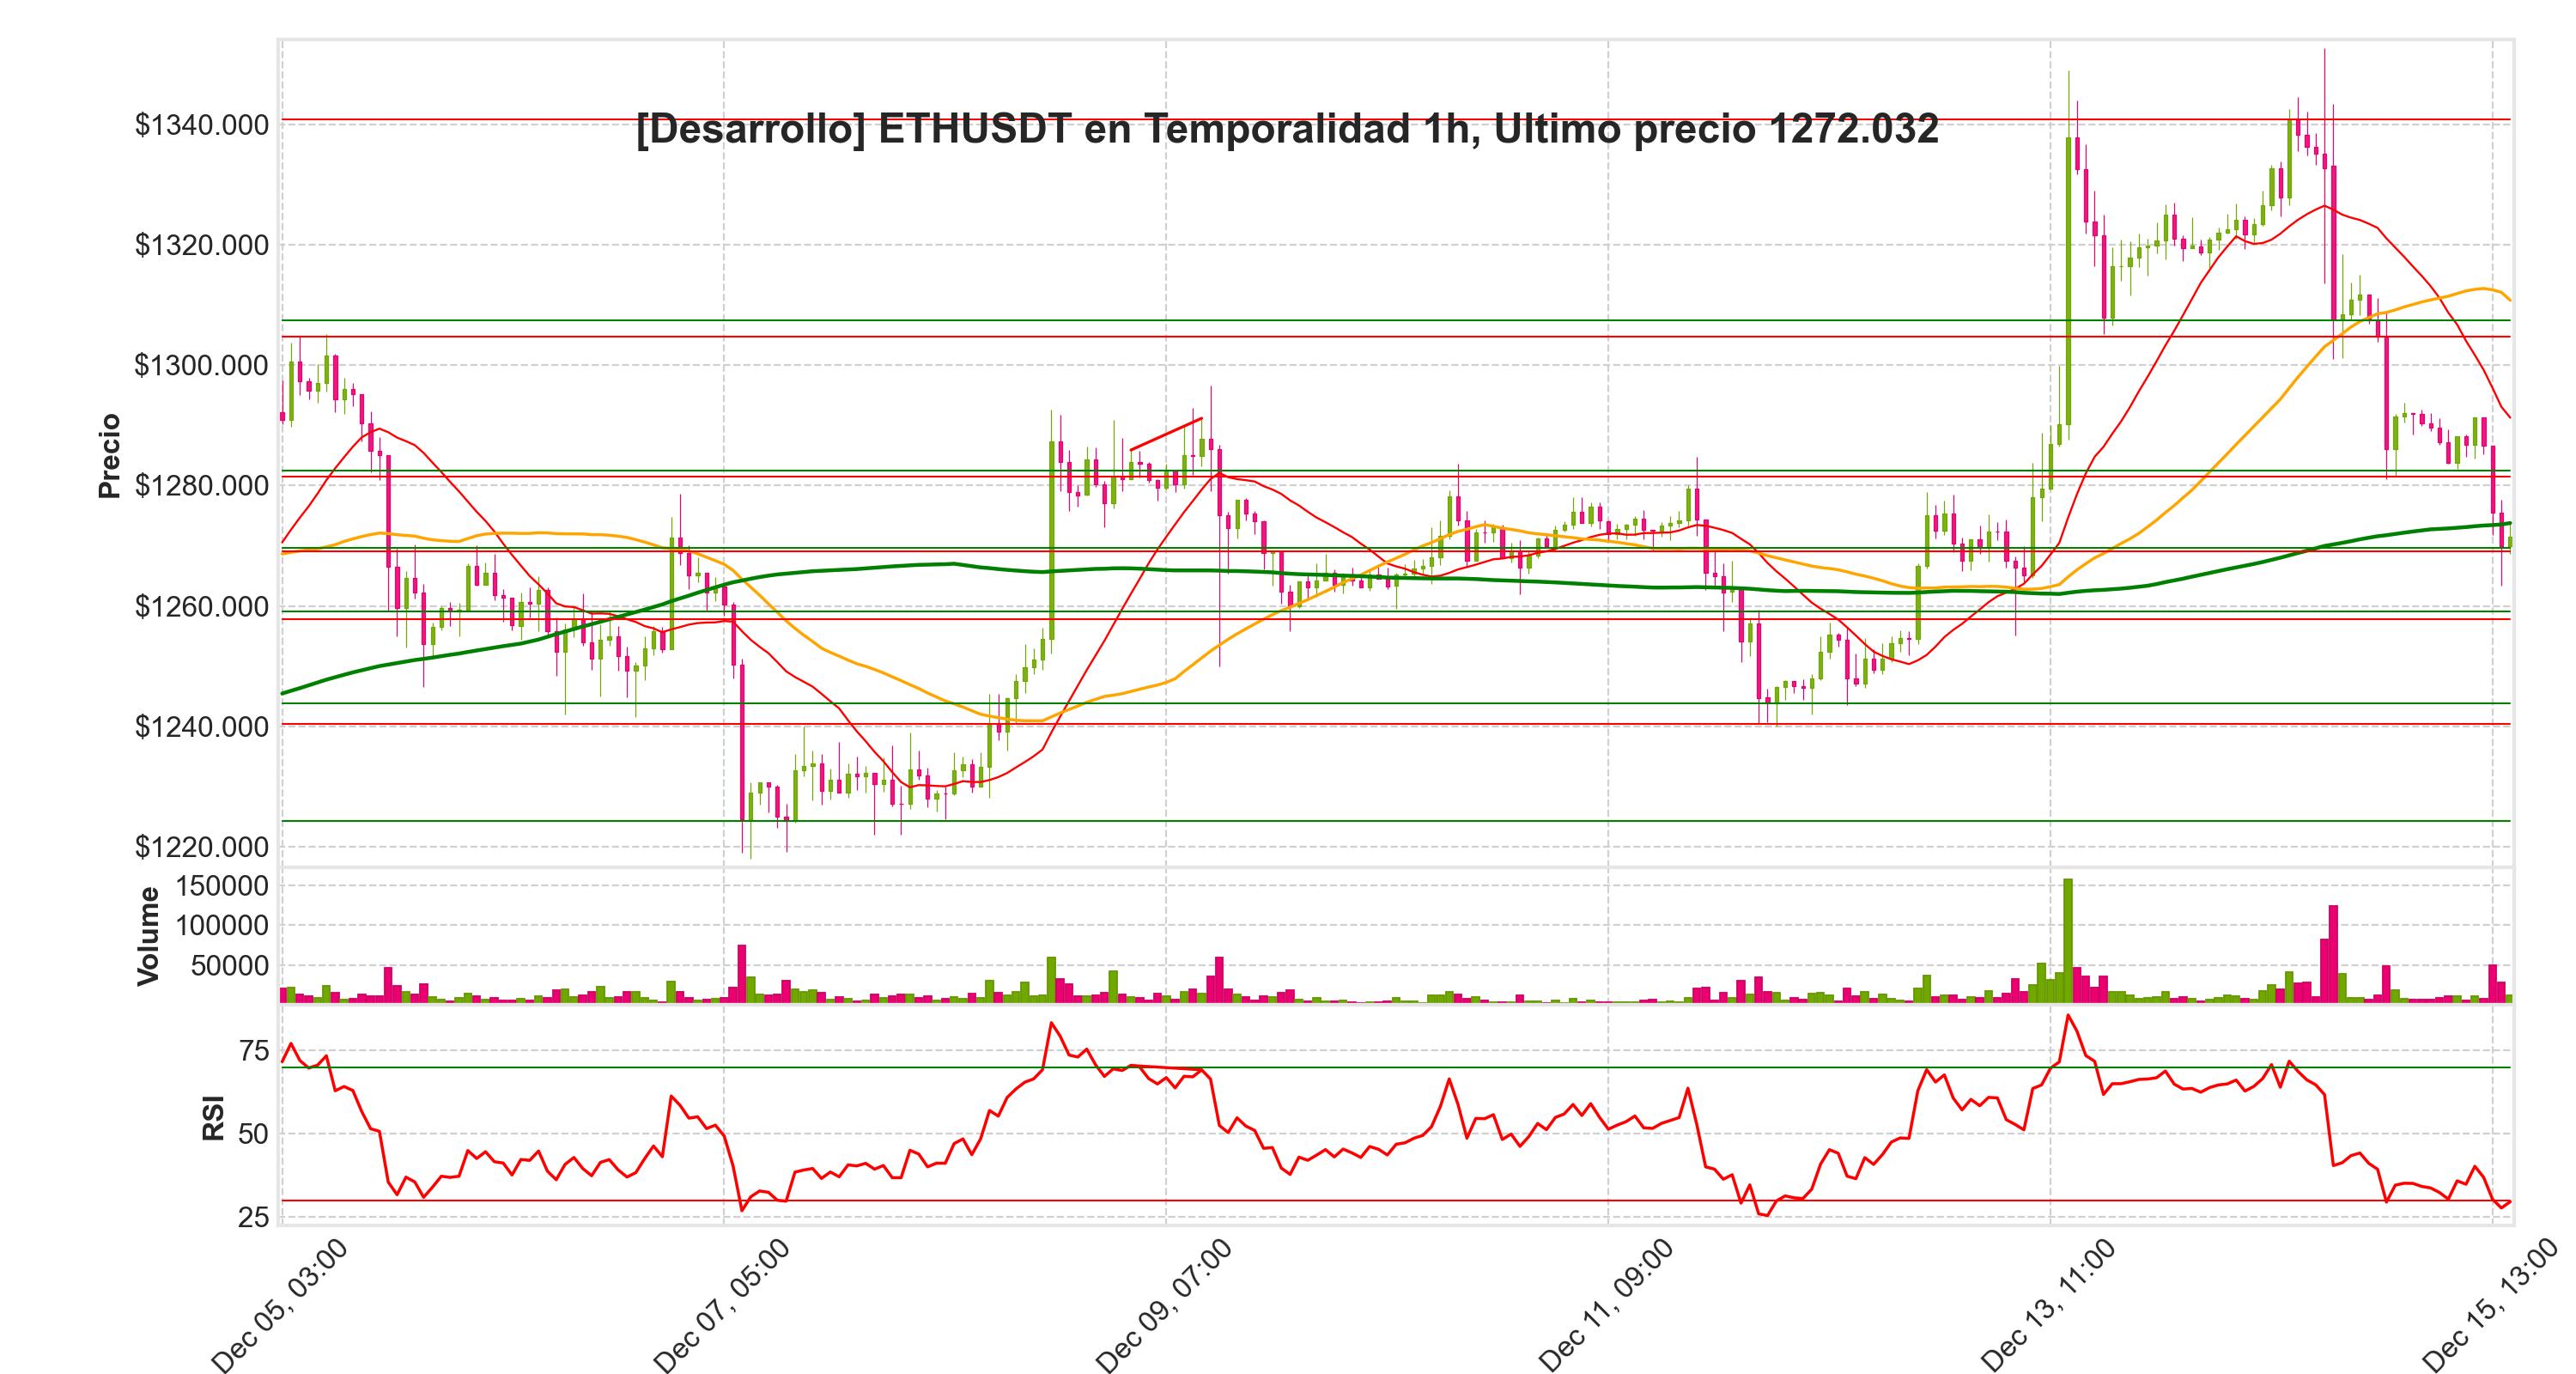 [Desarrollo] ETHUSDT en Temporalidad 1h, Ultimo precio 1272.032
Precio
$1340.000
$1320.000
$1300.000
$1280.000
$1260.000
$1240.000
$1220.000
Volume
150000
100000
50000
RSI
75
50
25
Dec 05, 03:00
Dec 07, 05:00
Dec 09, 07:00
Dec 11, 09:00
Dec 13, 11:00
Dec 15, 13:00